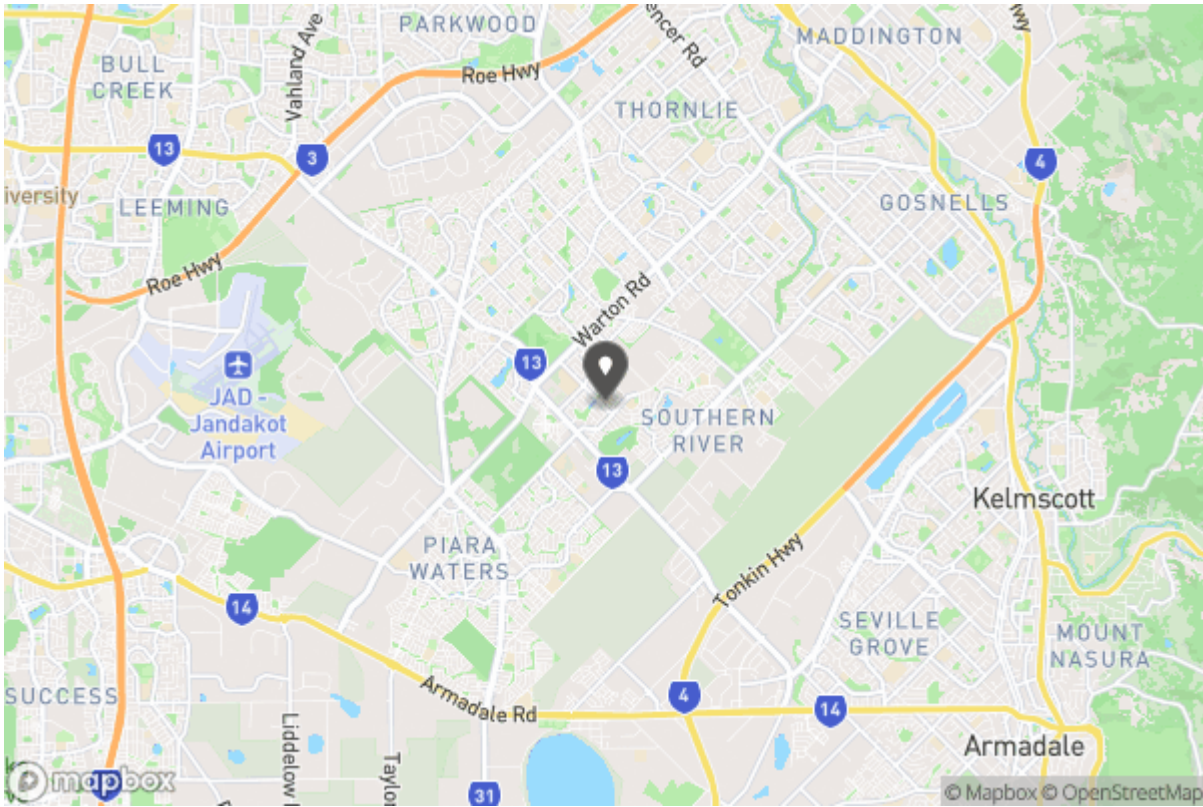 PARKWOOD
BULL
CREEK
Vahland Ave
Roe Hwy
MADDINGTON
THORNLIE
13
3
4
iversity
LEEMING
GOSNELLS
Roe Hwy
Warton Rd
13
JAD -
Jandakot
Airport
SOUTHERN
RIVER
13
Kelmscott
PIARA
WATERS
Tonkin Hwy
14
SEVILLE
GROVE
MOUNT
NASURA
SUCCESS
Armadale Rd
4
14
Armadale
31
mapbox
© Mapbox © OpenStreetMap